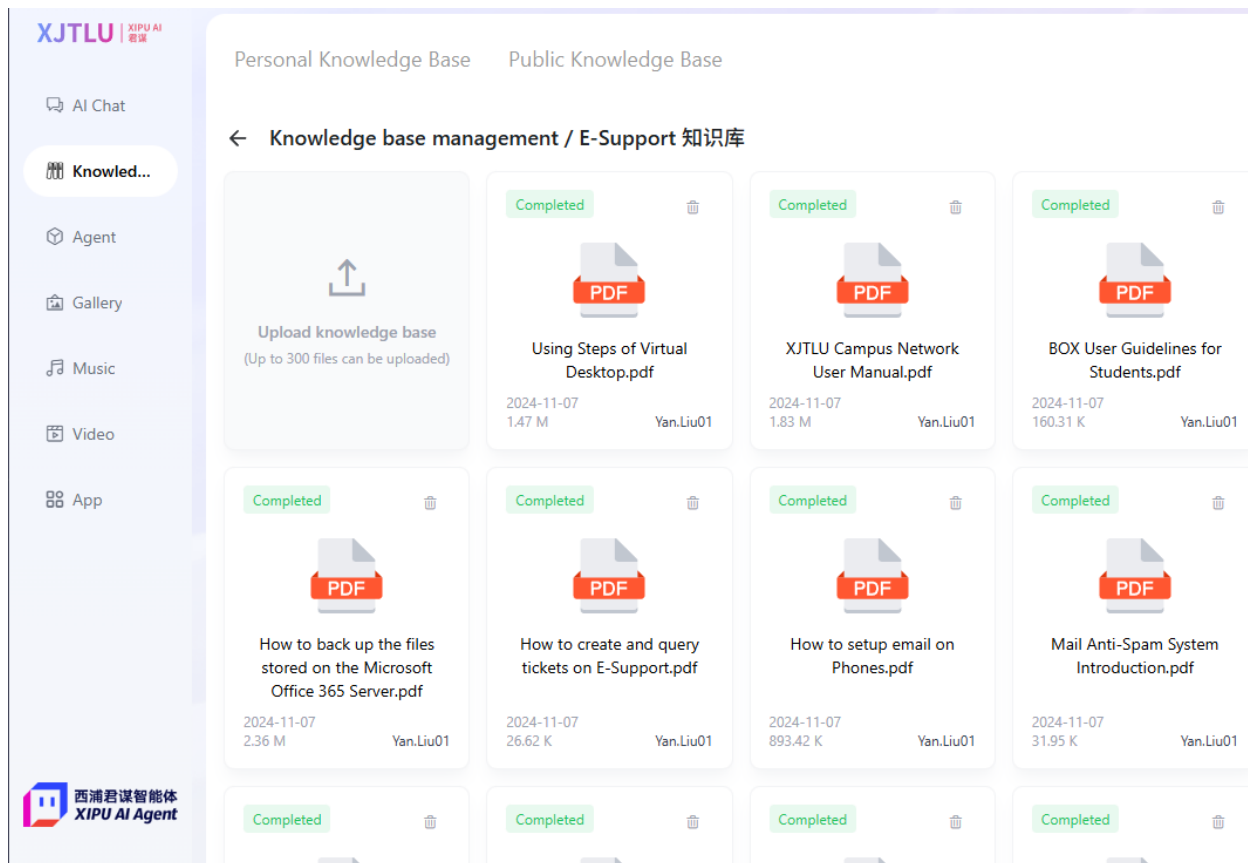 XJTLU | XIPU AI
君谋
AI Chat
Knowled...
Agent
Gallery
Music
Video
App
西浦君谋智能体
XIPU AI Agent
Personal Knowledge Base
Public Knowledge Base
← Knowledge base management / E-Support 知识库
Upload knowledge base
(Up to 300 files can be uploaded)
Completed
PDF
Using Steps of Virtual
Desktop.pdf
2024-11-07
1.47 M
Yan.Liu01
Completed
PDF
XJTLU Campus Network
User Manual.pdf
2024-11-07
1.83 M
Yan.Liu01
Completed
PDF
BOX User Guidelines for
Students.pdf
2024-11-07
160.31 K
Yan.Liu01
Completed
PDF
How to back up the files
stored on the Microsoft
Office 365 Server.pdf
2024-11-07
2.36 M
Yan.Liu01
Completed
PDF
How to create and query
tickets on E-Support.pdf
2024-11-07
26.62 K
Yan.Liu01
Completed
PDF
How to setup email on
Phones.pdf
2024-11-07
893.42 K
Yan.Liu01
Completed
PDF
Mail Anti-Spam System
Introduction.pdf
2024-11-07
31.95 K
Yan.Liu01
Completed
Completed
Completed
Completed